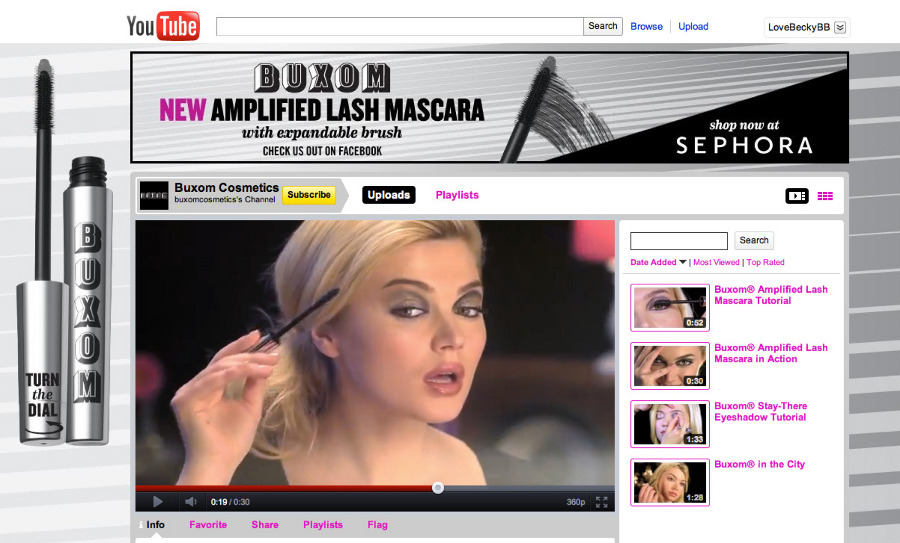 YouTube
Search
Browse
Upload
LoveBeckyBB
BUXOM
NEW AMPLIFIED LASH MASCARA
with expandable brush
CHECK US OUT ON FACEBOOK
shop now at
SEPHORA
BUXOM
TURN
the
DIAL
Buxom Cosmetics
buxomcosmetics's Channel
Subscribe
Uploads
Playlists
Search
Date Added | Most Viewed | Top Rated
Buxom® Amplified Lash
Mascara Tutorial
0:52
Buxom® Amplified Lash
Mascara in Action
0:30
Buxom® Stay-There
Eyeshadow Tutorial
1:33
Buxom® in the City
1:28
0:19 / 0:30
360p
Info
Favorite
Share
Playlists
Flag